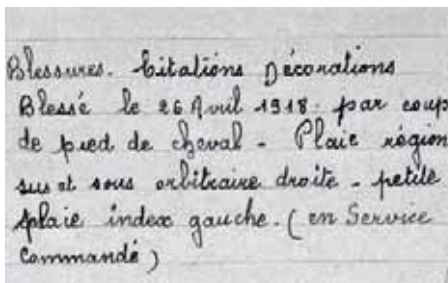 Blessures. Citations Décorations
Blessé le 26 Avril 1918. par coup
de pied de cheval - Plaie région
sus et sous orbitraire droite - petite
plaie index gauche. (en Service
Commandé)